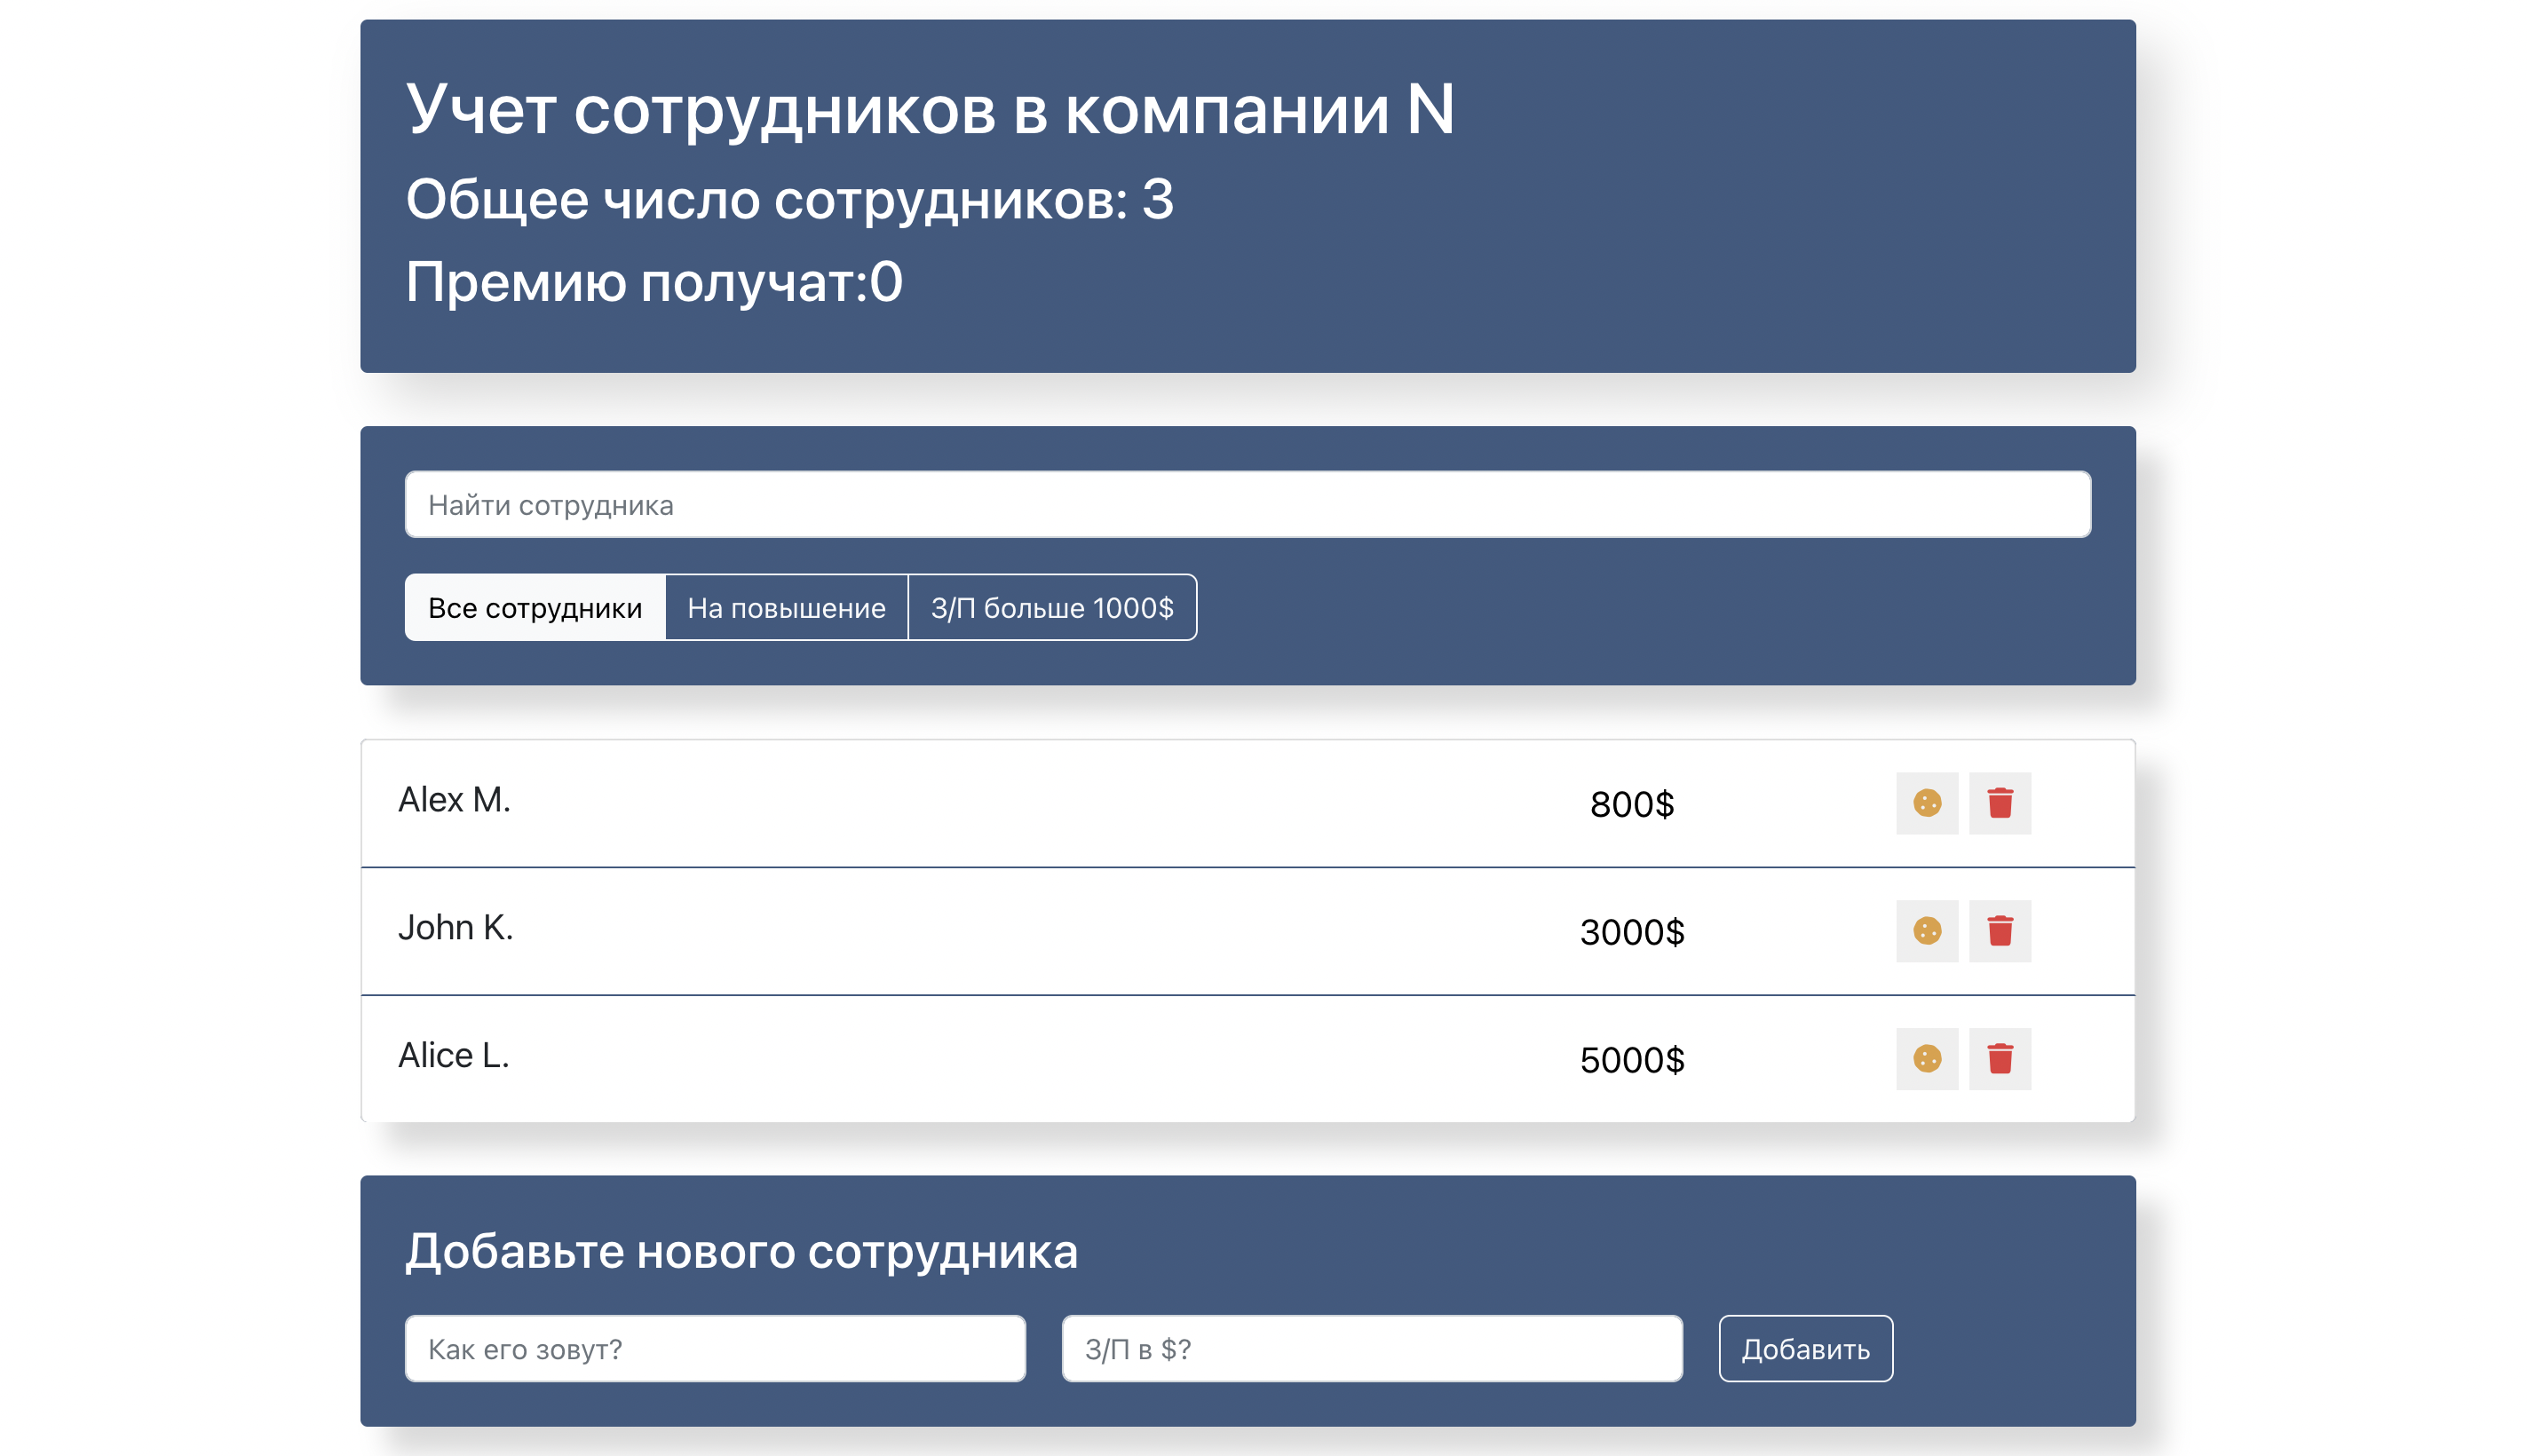 Учет сотрудников в компании N
Общее число сотрудников: 3
Премию получат:0
Найти сотрудника
Все сотрудники На повышение З/П больше 1000$
Alex M. 800$
John K. 3000$
Alice L. 5000$
Добавьте нового сотрудника
Как его зовут? З/П в $? Добавить